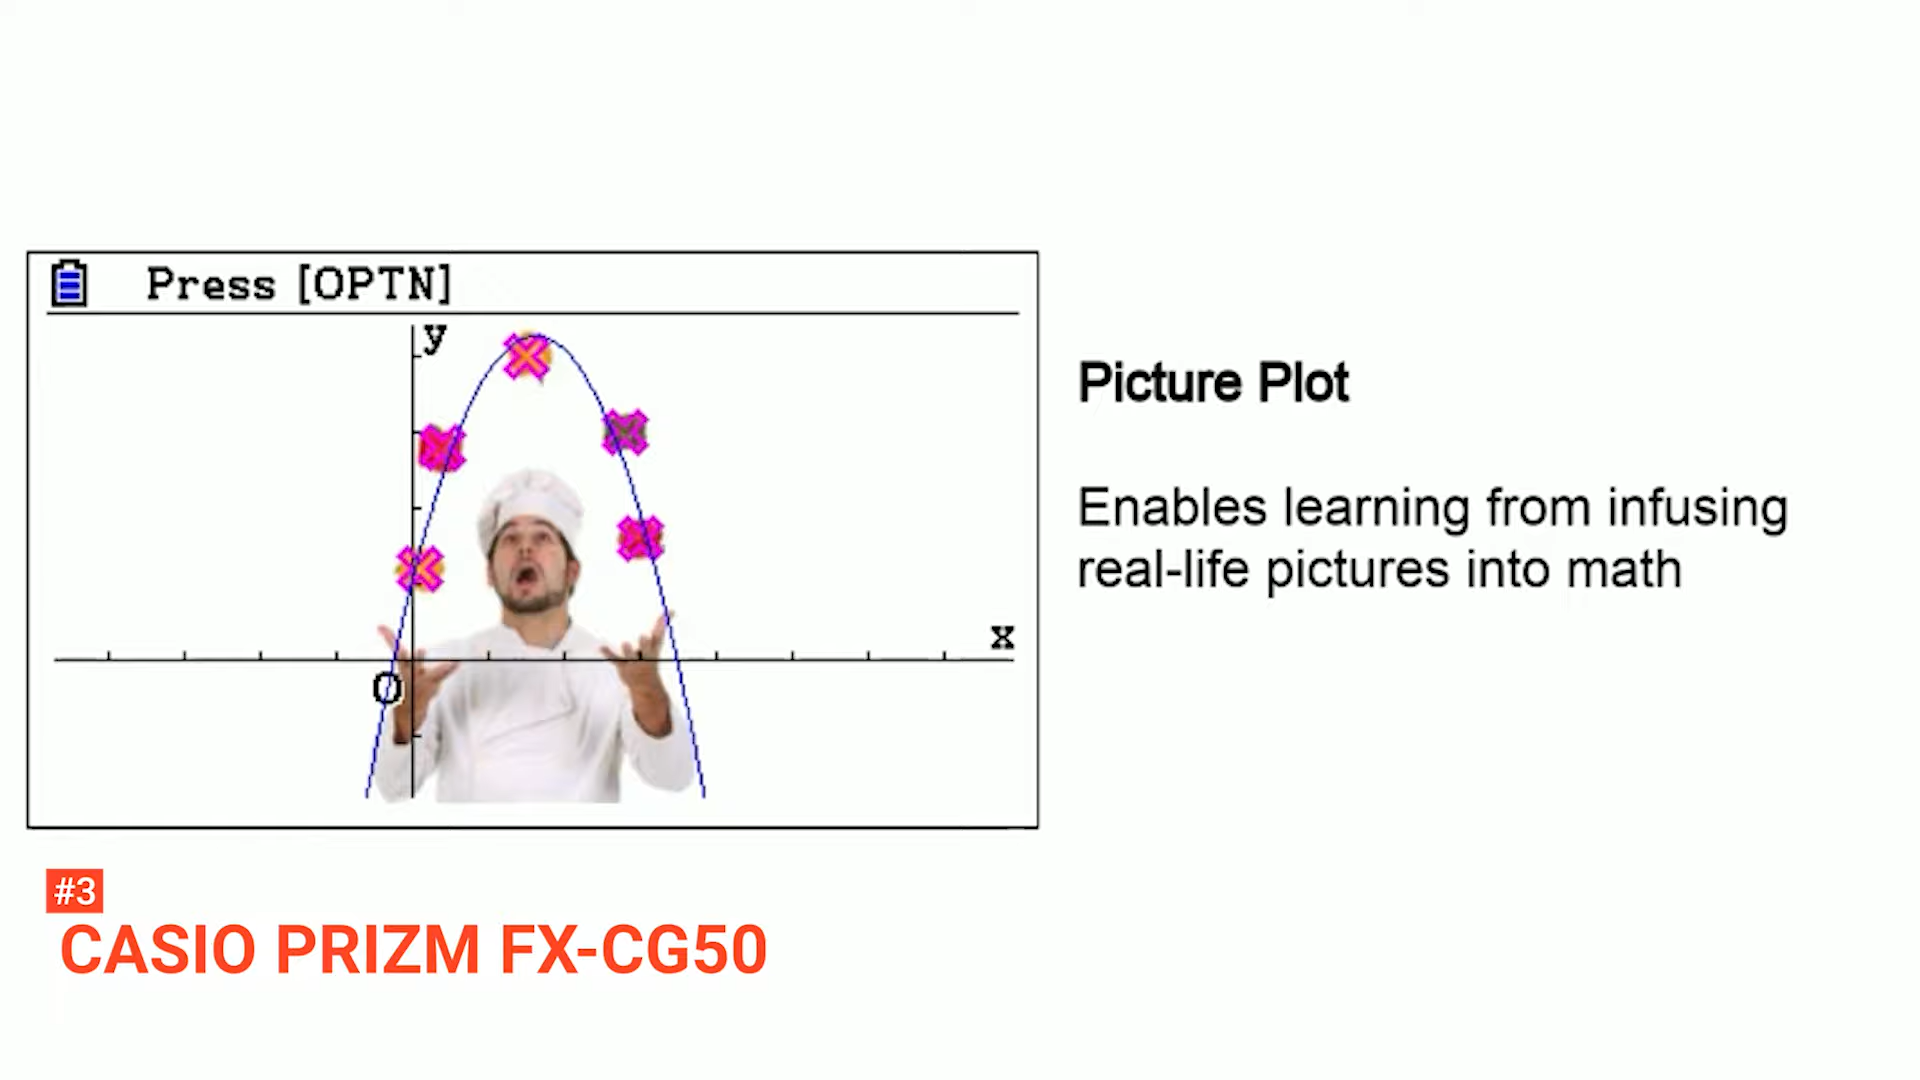 Press [OPTN]
y
x
O
Picture Plot
Enables learning from infusing
real-life pictures into math
#3
CASIO PRIZM FX-CG50